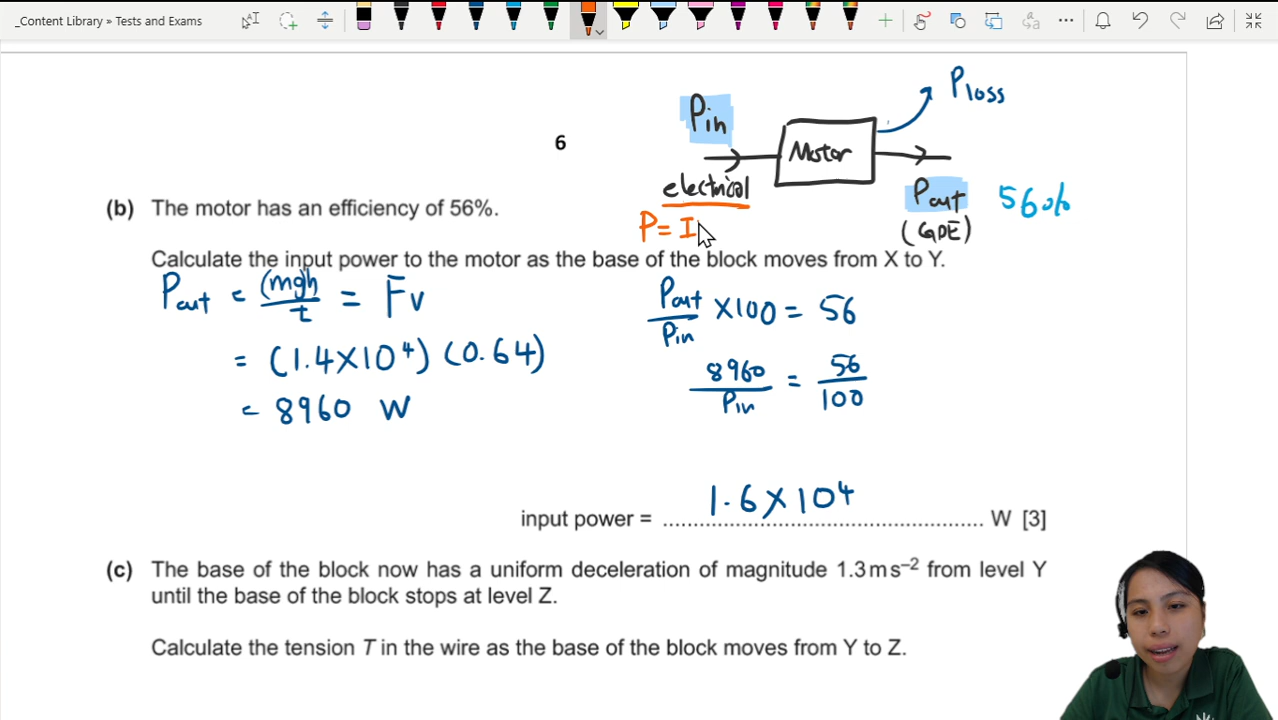 _Content Library » Tests and Exams
6
Pin
Motor
Ploss
electrical
P = I
Pout
(GPE)
56%
(b) The motor has an efficiency of 56%.
Calculate the input power to the motor as the base of the block moves from X to Y.
Pout = (mgh) / t = Fv
= (1.4×10⁴) (0.64)
= 8960 W
Pout / Pin ×100 = 56
8960 / Pin = 56 / 100
1.6×10⁴
input power = ...................................................... W [3]
(c) The base of the block now has a uniform deceleration of magnitude 1.3 m s⁻² from level Y
until the base of the block stops at level Z.
Calculate the tension T in the wire as the base of the block moves from Y to Z.